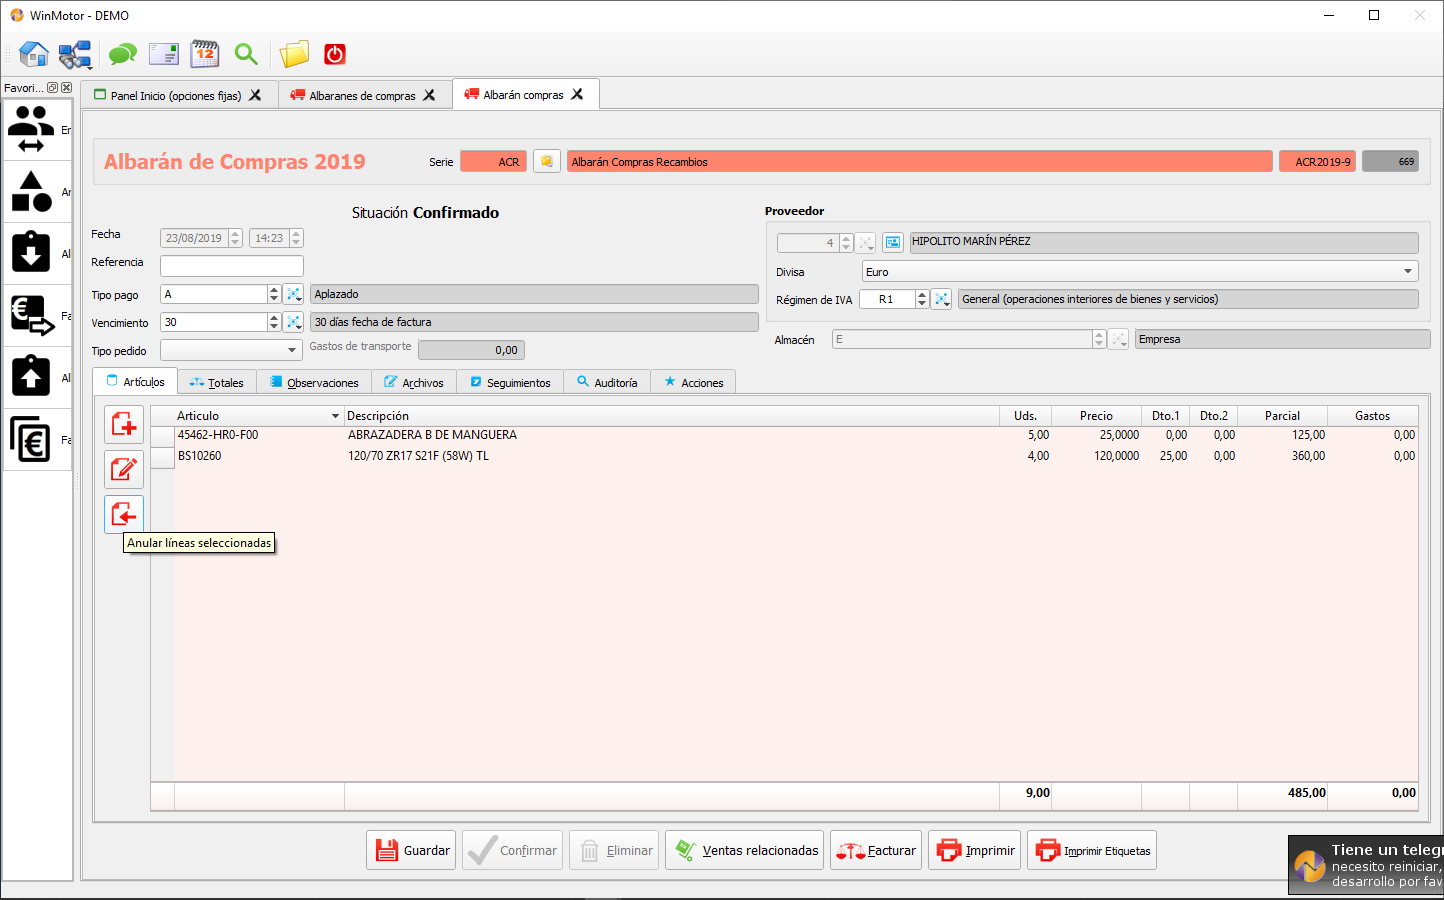 WinMotor - DEMO
12
Favori...
Panel Inicio (opciones fijas)
Albaranes de compras
Albarán compras
Er
Ar
Al
Fa
Al
Fa
Albarán de Compras 2019
Serie
ACR
Albarán Compras Recambios
ACR2019-9
669
Situación Confirmado
Fecha
23/08/2019
14:23
Referencia
Tipo pago
A
Aplazado
Vencimiento
30
30 días fecha de factura
Tipo pedido
Gastos de transporte
0,00
Proveedor
4
HIPOLITO MARÍN PÉREZ
Divisa
Euro
Régimen de IVA
R1
General (operaciones interiores de bienes y servicios)
Almacén
E
Empresa
Artículos
Totales
Observaciones
Archivos
Seguimientos
Auditoría
Acciones
Articulo Descripción Uds. Precio Dto.1 Dto.2 Parcial Gastos
45462-HR0-F00 ABRAZADERA B DE MANGUERA 5,00 25,0000 0,00 0,00 125,00 0,00
BS10260 120/70 ZR17 S21F (58W) TL 4,00 120,0000 25,00 0,00 360,00 0,00
Anular líneas seleccionadas
9,00 485,00 0,00
Guardar
Confirmar
Eliminar
Ventas relacionadas
Facturar
Imprimir
Imprimir Etiquetas
Tiene un telegr
necesito reiniciar,
desarrollo por fav